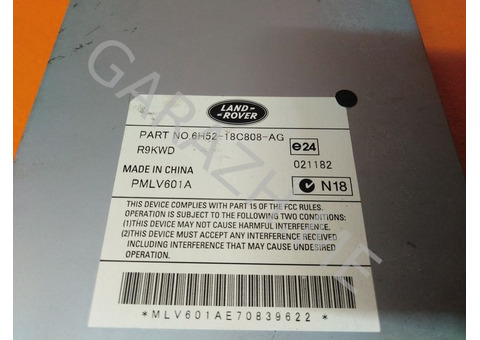 LAND-
-ROVER
PART NO.6H52-18C808-AG
R9KWD
e24
021182
MADE IN CHINA
PMLV601A
N18
THIS DEVICE COMPLIES WITH PART 15 OF THE FCC RULES.
OPERATION IS SUBJECT TO THE FOLLOWING TWO CONDITIONS:
(1)THIS DEVICE MAY NOT CAUSE HARMFUL INTERFERENCE.
(2)THIS DEVICE MUST ACCEPT ANY INTERFERENCE RECEIVED
INCLUDING INTERFERENCE THAT MAY CAUSE UNDESIRED
OPERATION.
*MLV601AE70839622*